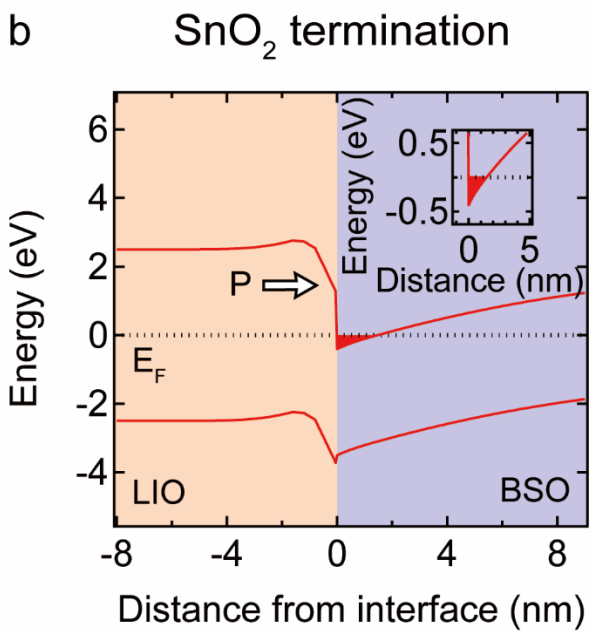 b
SnO₂ termination
Energy (eV)
6
4
2
0
-2
-4
P
E_F
LIO
BSO
Energy (eV)
0.5
-0.5
0
5
Distance (nm)
-8
-4
0
4
8
Distance from interface (nm)